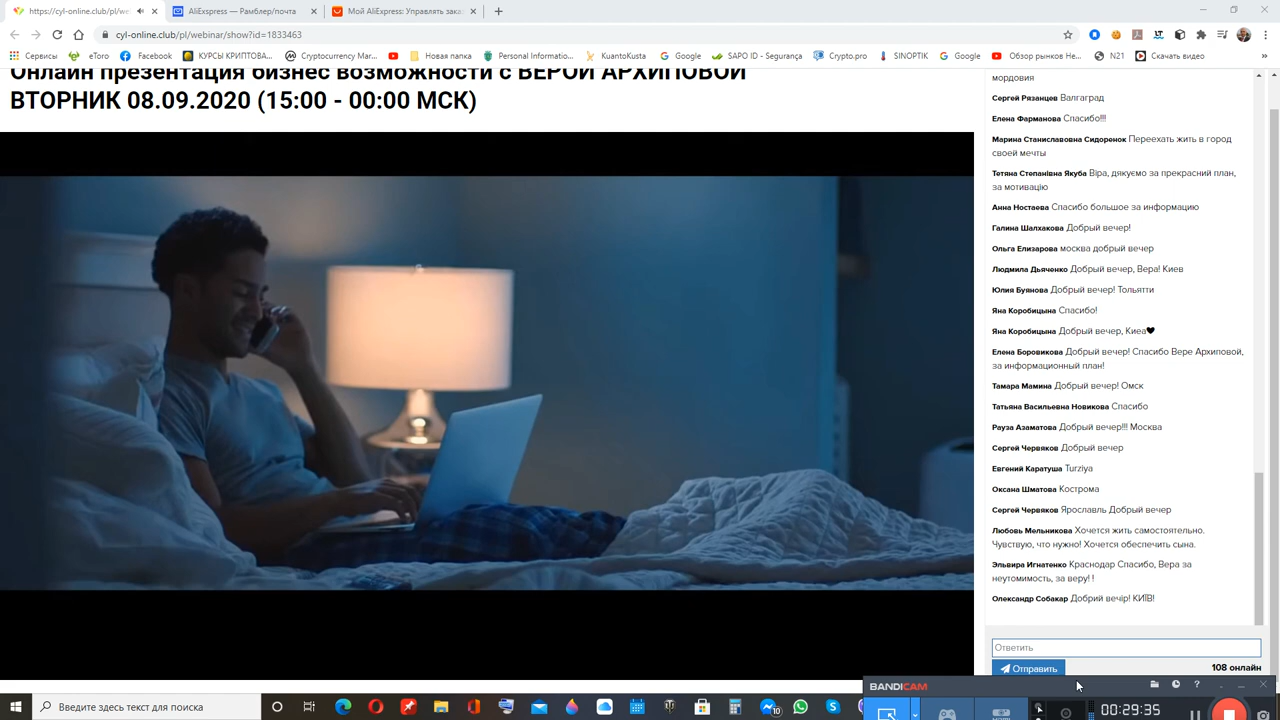 https://cyl-online.club/pl/we
AliExspress — Рамблер/почта
Мой AliExpress: Управлять зака
cyl-online.club/pl/webinar/show?id=1833463
Сервисы
eToro
Facebook
КУРСЫ КРИПТОВА...
Cryptocurrency Mar...
Новая папка
Personal Informatio...
KuantoKusta
Google
SAPO ID - Segurança
Crypto.pro
SINOPTIK
Google
Обзор рынков Не...
N21
Скачать видео
Онлайн презентация бизнес возможности с ВЕРОЙ АРХИПОВОЙ
ВТОРНИК 08.09.2020 (15:00 - 00:00 МСК)
мордовия
Сергей Рязанцев Валгаград
Елена Фарманова Спасибо!!!
Марина Станиславовна Сидоренок Переехать жить в город
своей мечты
Тетяна Степанівна Якуба Віра, дякуємо за прекрасний план,
за мотивацію
Анна Ностаева Спасибо большое за информацию
Галина Шалхакова Добрый вечер!
Ольга Елизарова москва добрый вечер
Людмила Дьяченко Добрый вечер, Вера! Киев
Юлия Буянова Добрый вечер! Тольятти
Яна Коробицына Спасибо!
Яна Коробицына Добрый вечер, Киеа🖤
Елена Боровикова Добрый вечер! Спасибо Вере Архиповой,
за информационный план!
Тамара Мамина Добрый вечер! Омск
Татьяна Васильевна Новикова Спасибо
Рауза Азаматова Добрый вечер!!! Москва
Сергей Червяков Добрый вечер
Евгений Каратуша Turziya
Оксана Шматова Кострома
Сергей Червяков Ярославль Добрый вечер
Любовь Мельникова Хочется жить самостоятельно.
Чувствую, что нужно! Хочется обеспечить сына.
Эльвира Игнатенко Краснодар Спасибо, Вера за
неутомимость, за веру! !
Олександр Собакар Добрий вечір! КИЇВ!
Ответить
Отправить
108 онлайн
BANDICAM
00:29:35
Введите здесь текст для поиска
10